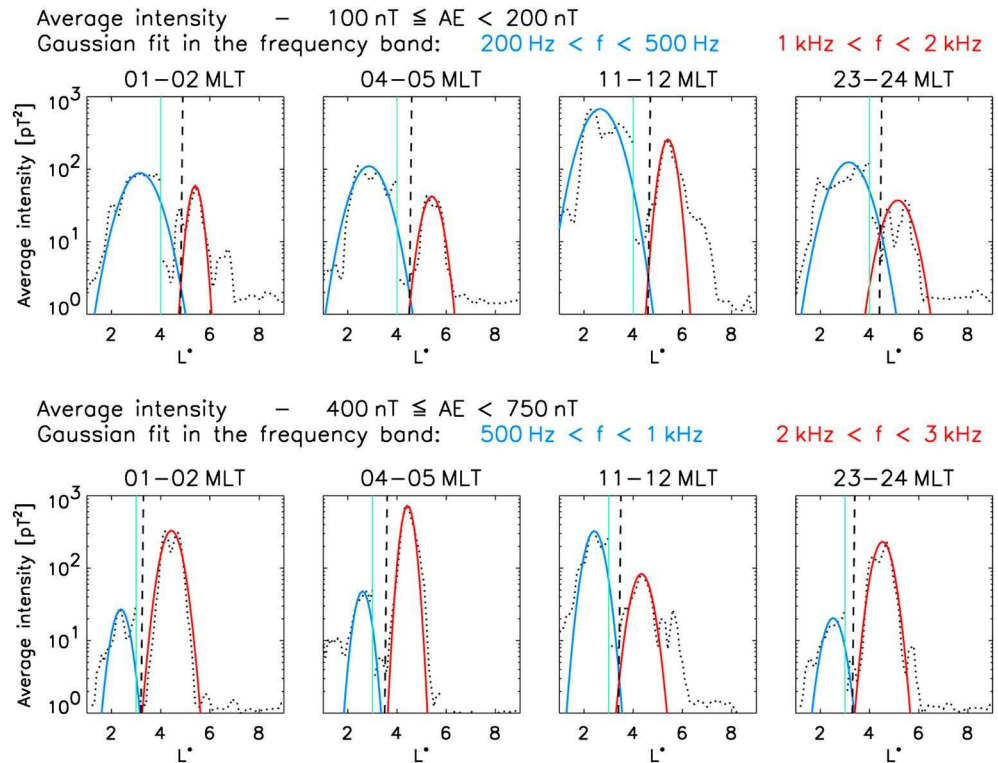 Average intensity – 100 nT ≦ AE < 200 nT
Gaussian fit in the frequency band: 200 Hz < f < 500 Hz 1 kHz < f < 2 kHz
01–02 MLT 04–05 MLT 11–12 MLT 23–24 MLT
Average intensity [pT²]
10³
10²
10¹
10⁰
2 4 6 8 2 4 6 8 2 4 6 8 2 4 6 8
L* L* L* L*
Average intensity – 400 nT ≦ AE < 750 nT
Gaussian fit in the frequency band: 500 Hz < f < 1 kHz 2 kHz < f < 3 kHz
01–02 MLT 04–05 MLT 11–12 MLT 23–24 MLT
Average intensity [pT²]
10³
10²
10¹
10⁰
2 4 6 8 2 4 6 8 2 4 6 8 2 4 6 8
L* L* L* L*